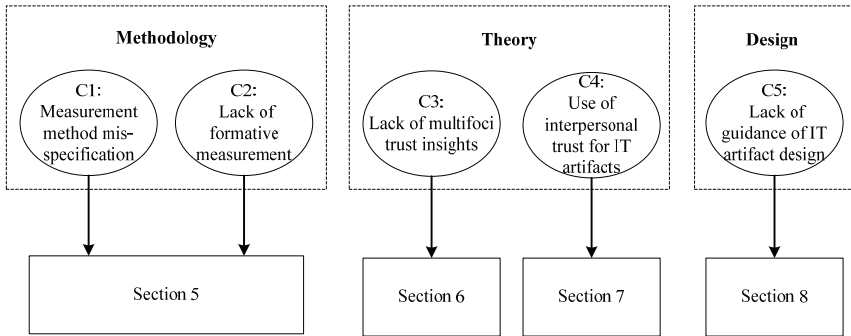 Methodology
Theory
Design
C1:
Measurement
method mis-
specification
C2:
Lack of
formative
measurement
C3:
Lack of multifoci
trust insights
C4:
Use of
interpersonal
trust for IT
artifacts
C5:
Lack of
guidance of IT
artifact design
Section 5
Section 6
Section 7
Section 8